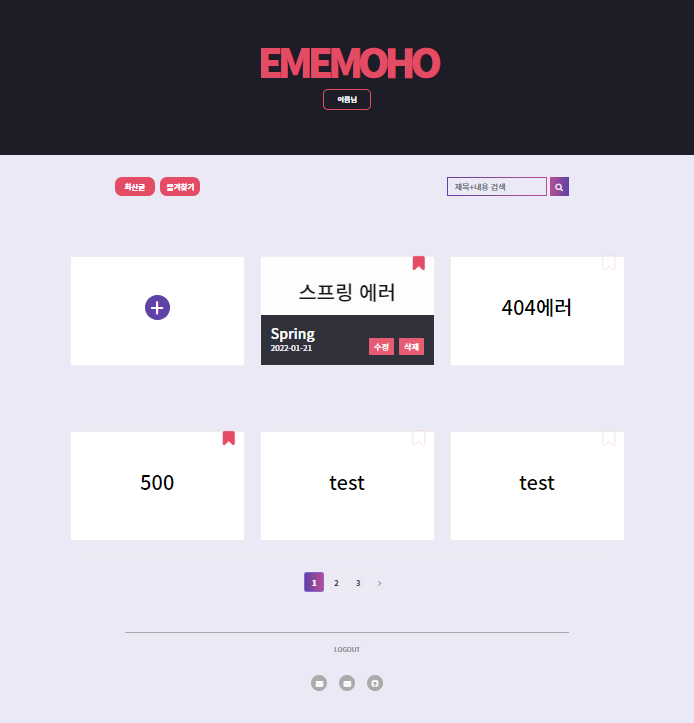 EMEMOHO
여름님
최신글 즐겨찾기
제목+내용 검색
스프링 에러
Spring
2022-01-21
수정 삭제
404에러
500
test
test
1 2 3 >
LOGOUT